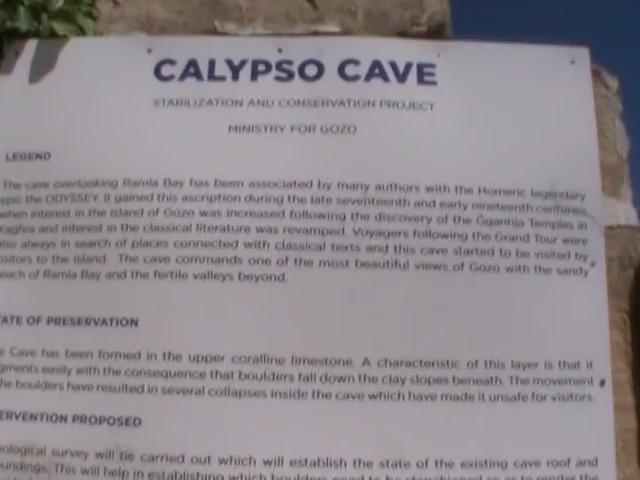 CALYPSO CAVE
STABILIZATION AND CONSERVATION PROJECT
MINISTRY FOR GOZO
LEGEND
The cave overlooking Ramla Bay has been associated by many authors with the Homeric legendary
epic the ODYSSEY. It gained this ascription during the late seventeenth and early nineteenth centuries
when interest in the Island of Gozo was increased following the discovery of the Ggantija Temples in
and interest in the classical literature was revamped. Voyagers following the Grand Tour were
also always in search of places connected with classical texts and this cave started to be visited by
visitors to the island. The cave commands one of the most beautiful views of Gozo with the sandy
each of Ramla Bay and the fertile valleys beyond.
ATE OF PRESERVATION
e Cave has been formed in the upper coralline limestone. A characteristic of this layer is that it
gments easily with the consequence that boulders fall down the clay slopes beneath. The movement
he boulders have resulted in several collapses inside the cave which have made it unsafe for visitors.
ERVENTION PROPOSED
ological survey will be carried out which will establish the state of the existing cave roof and
oundings. This will help in establishing which boulders need to be